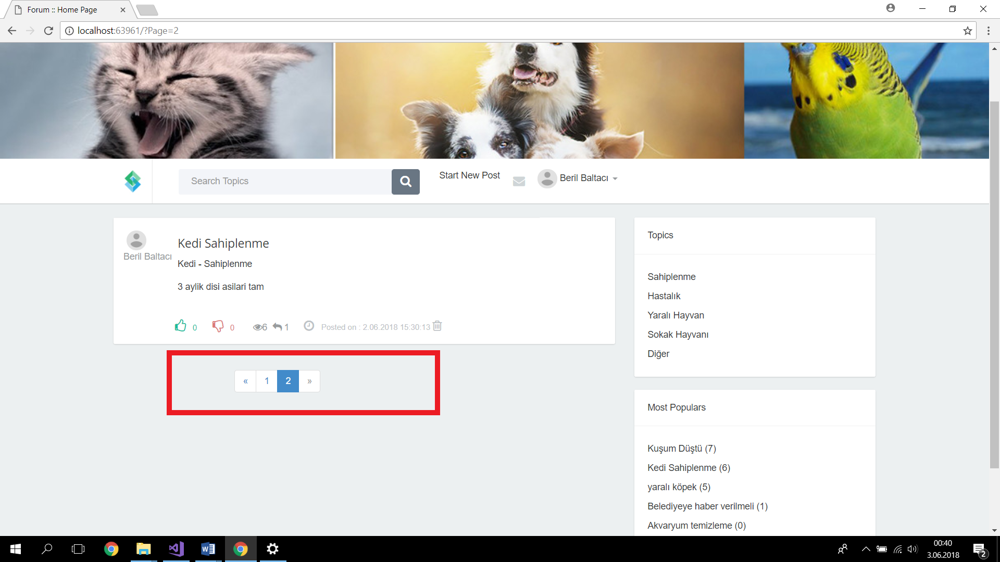 Forum :: Home Page
localhost:63961/?Page=2
Search Topics
Start New Post
Beril Baltacı
Beril Baltacı
Kedi Sahiplenme
Kedi - Sahiplenme
3 aylik disi asilari tam
0 0 6 1 Posted on : 2.06.2018 15:30:13
« 1 2 »
Topics
Sahiplenme
Hastalık
Yaralı Hayvan
Sokak Hayvanı
Diğer
Most Populars
Kuşum Düştü (7)
Kedi Sahiplenme (6)
yaralı köpek (5)
Belediyeye haber verilmeli (1)
Akvaryum temizleme (0)
00:40
3.06.2018
2